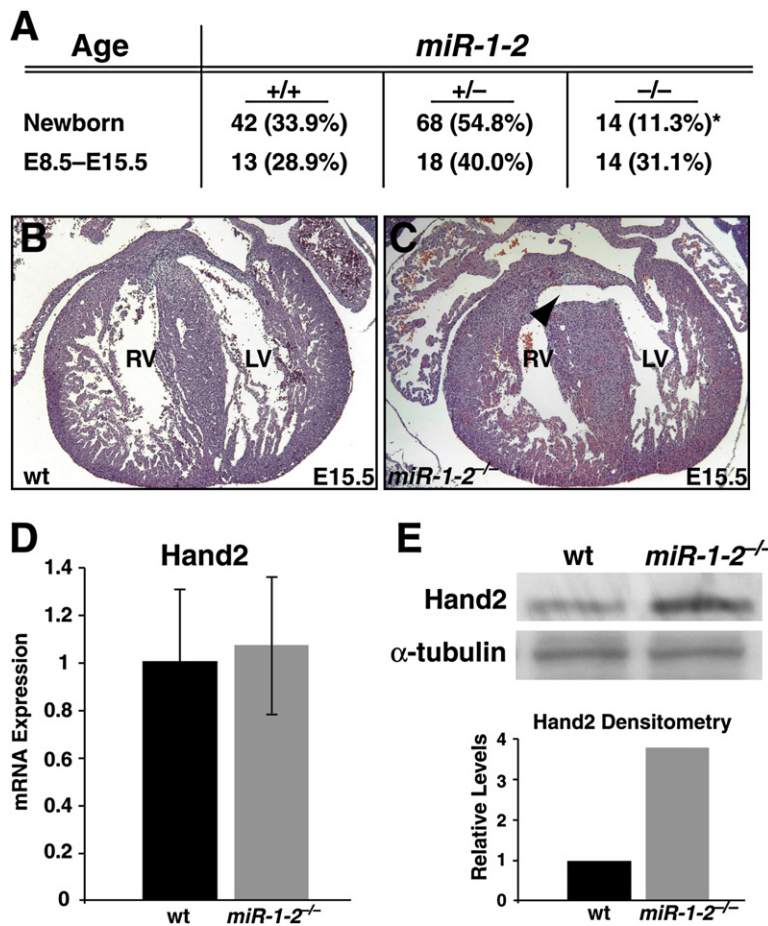 A
Age miR-1-2
+/+ +/– –/–
Newborn 42 (33.9%) 68 (54.8%) 14 (11.3%)*
E8.5–E15.5 13 (28.9%) 18 (40.0%) 14 (31.1%)
B
RV LV
wt E15.5
C
RV LV
miR-1-2–/– E15.5
D
Hand2
mRNA Expression
1.4
1.2
1
0.8
0.6
0.4
0.2
0
wt miR-1-2–/–
E
wt miR-1-2–/–
Hand2
α-tubulin
Hand2 Densitometry
Relative Levels
4
3
2
1
0
wt miR-1-2–/–